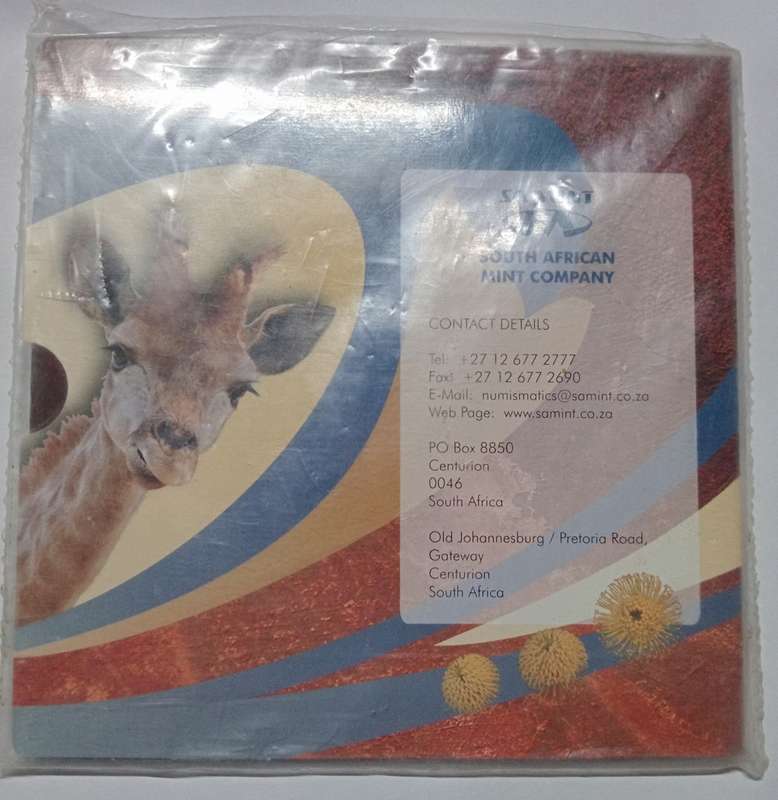 SOUTH AFRICAN
MINT COMPANY
CONTACT DETAILS
Tel: +27 12 677 2777
Fax: +27 12 677 2690
E-Mail: numismatics@samint.co.za
Web Page: www.samint.co.za
PO Box 8850
Centurion
0046
South Africa
Old Johannesburg / Pretoria Road,
Gateway
Centurion
South Africa